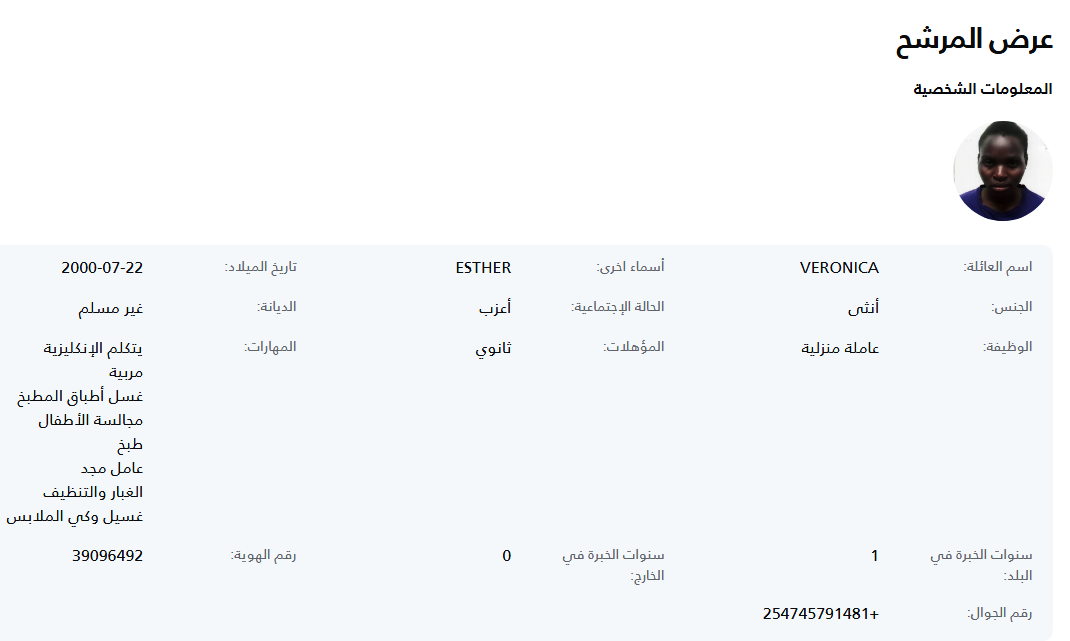 عرض المرشح
المعلومات الشخصية
اسم العائلة: VERONICA
أسماء اخرى: ESTHER
تاريخ الميلاد: 2000-07-22
الجنس: أنثى
الحالة الإجتماعية: أعزب
الديانة: غير مسلم
الوظيفة: عاملة منزلية
المؤهلات: ثانوي
المهارات: يتكلم الإنكليزية
مربية
غسل أطباق المطبخ
مجالسة الأطفال
طبخ
عامل مجد
الغبار والتنظيف
غسيل وكي الملابس
سنوات الخبرة في
البلد: 1
سنوات الخبرة في
الخارج: 0
رقم الهوية: 39096492
رقم الجوال: 254745791481+